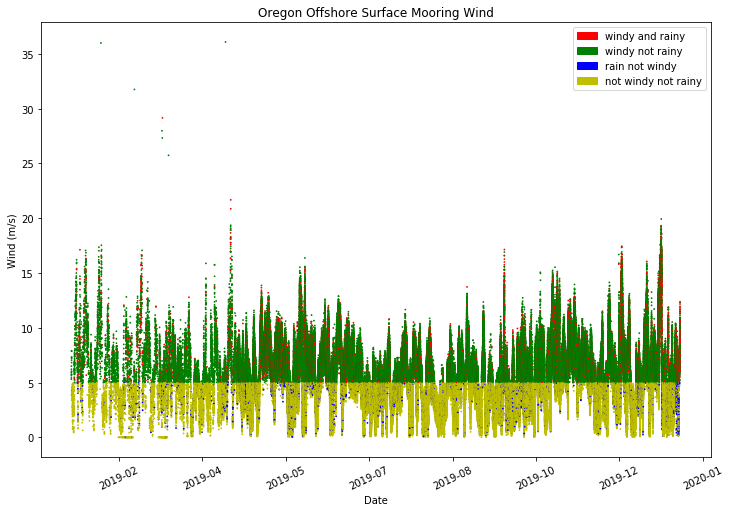 Oregon Offshore Surface Mooring Wind
windy and rainy
windy not rainy
rain not windy
not windy not rainy
Wind (m/s)
35
30
25
20
15
10
5
0
2019-02
2019-04
2019-05
2019-07
2019-08
2019-10
2019-12
2020-01
Date